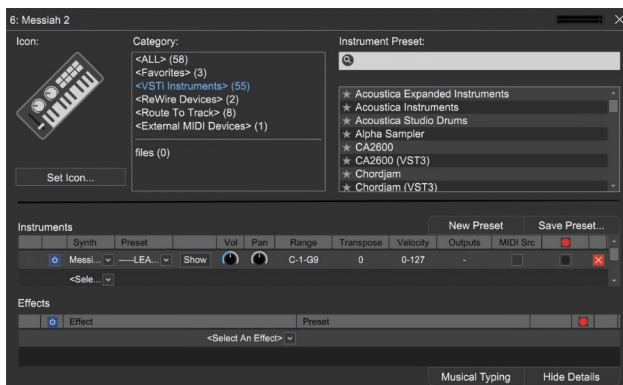 6: Messiah 2
Icon:
Category:
Instrument Preset:
<ALL> (58)
<Favorites> (3)
<VSTi Instruments> (55)
<ReWire Devices> (2)
<Route To Track> (8)
<External MIDI Devices> (1)
files (0)
Acoustica Expanded Instruments
Acoustica Instruments
Acoustica Studio Drums
Alpha Sampler
CA2600
CA2600 (VST3)
Chordjam
Chordjam (VST3)
Set Icon...
Instruments
New Preset Save Preset...
Synth Preset Vol Pan Range Transpose Velocity Outputs MIDI Src
Messi... -----LEA... Show C-1-G9 0 0-127 -
<Sele...
Effects
Effect Preset
<Select An Effect>
Musical Typing Hide Details